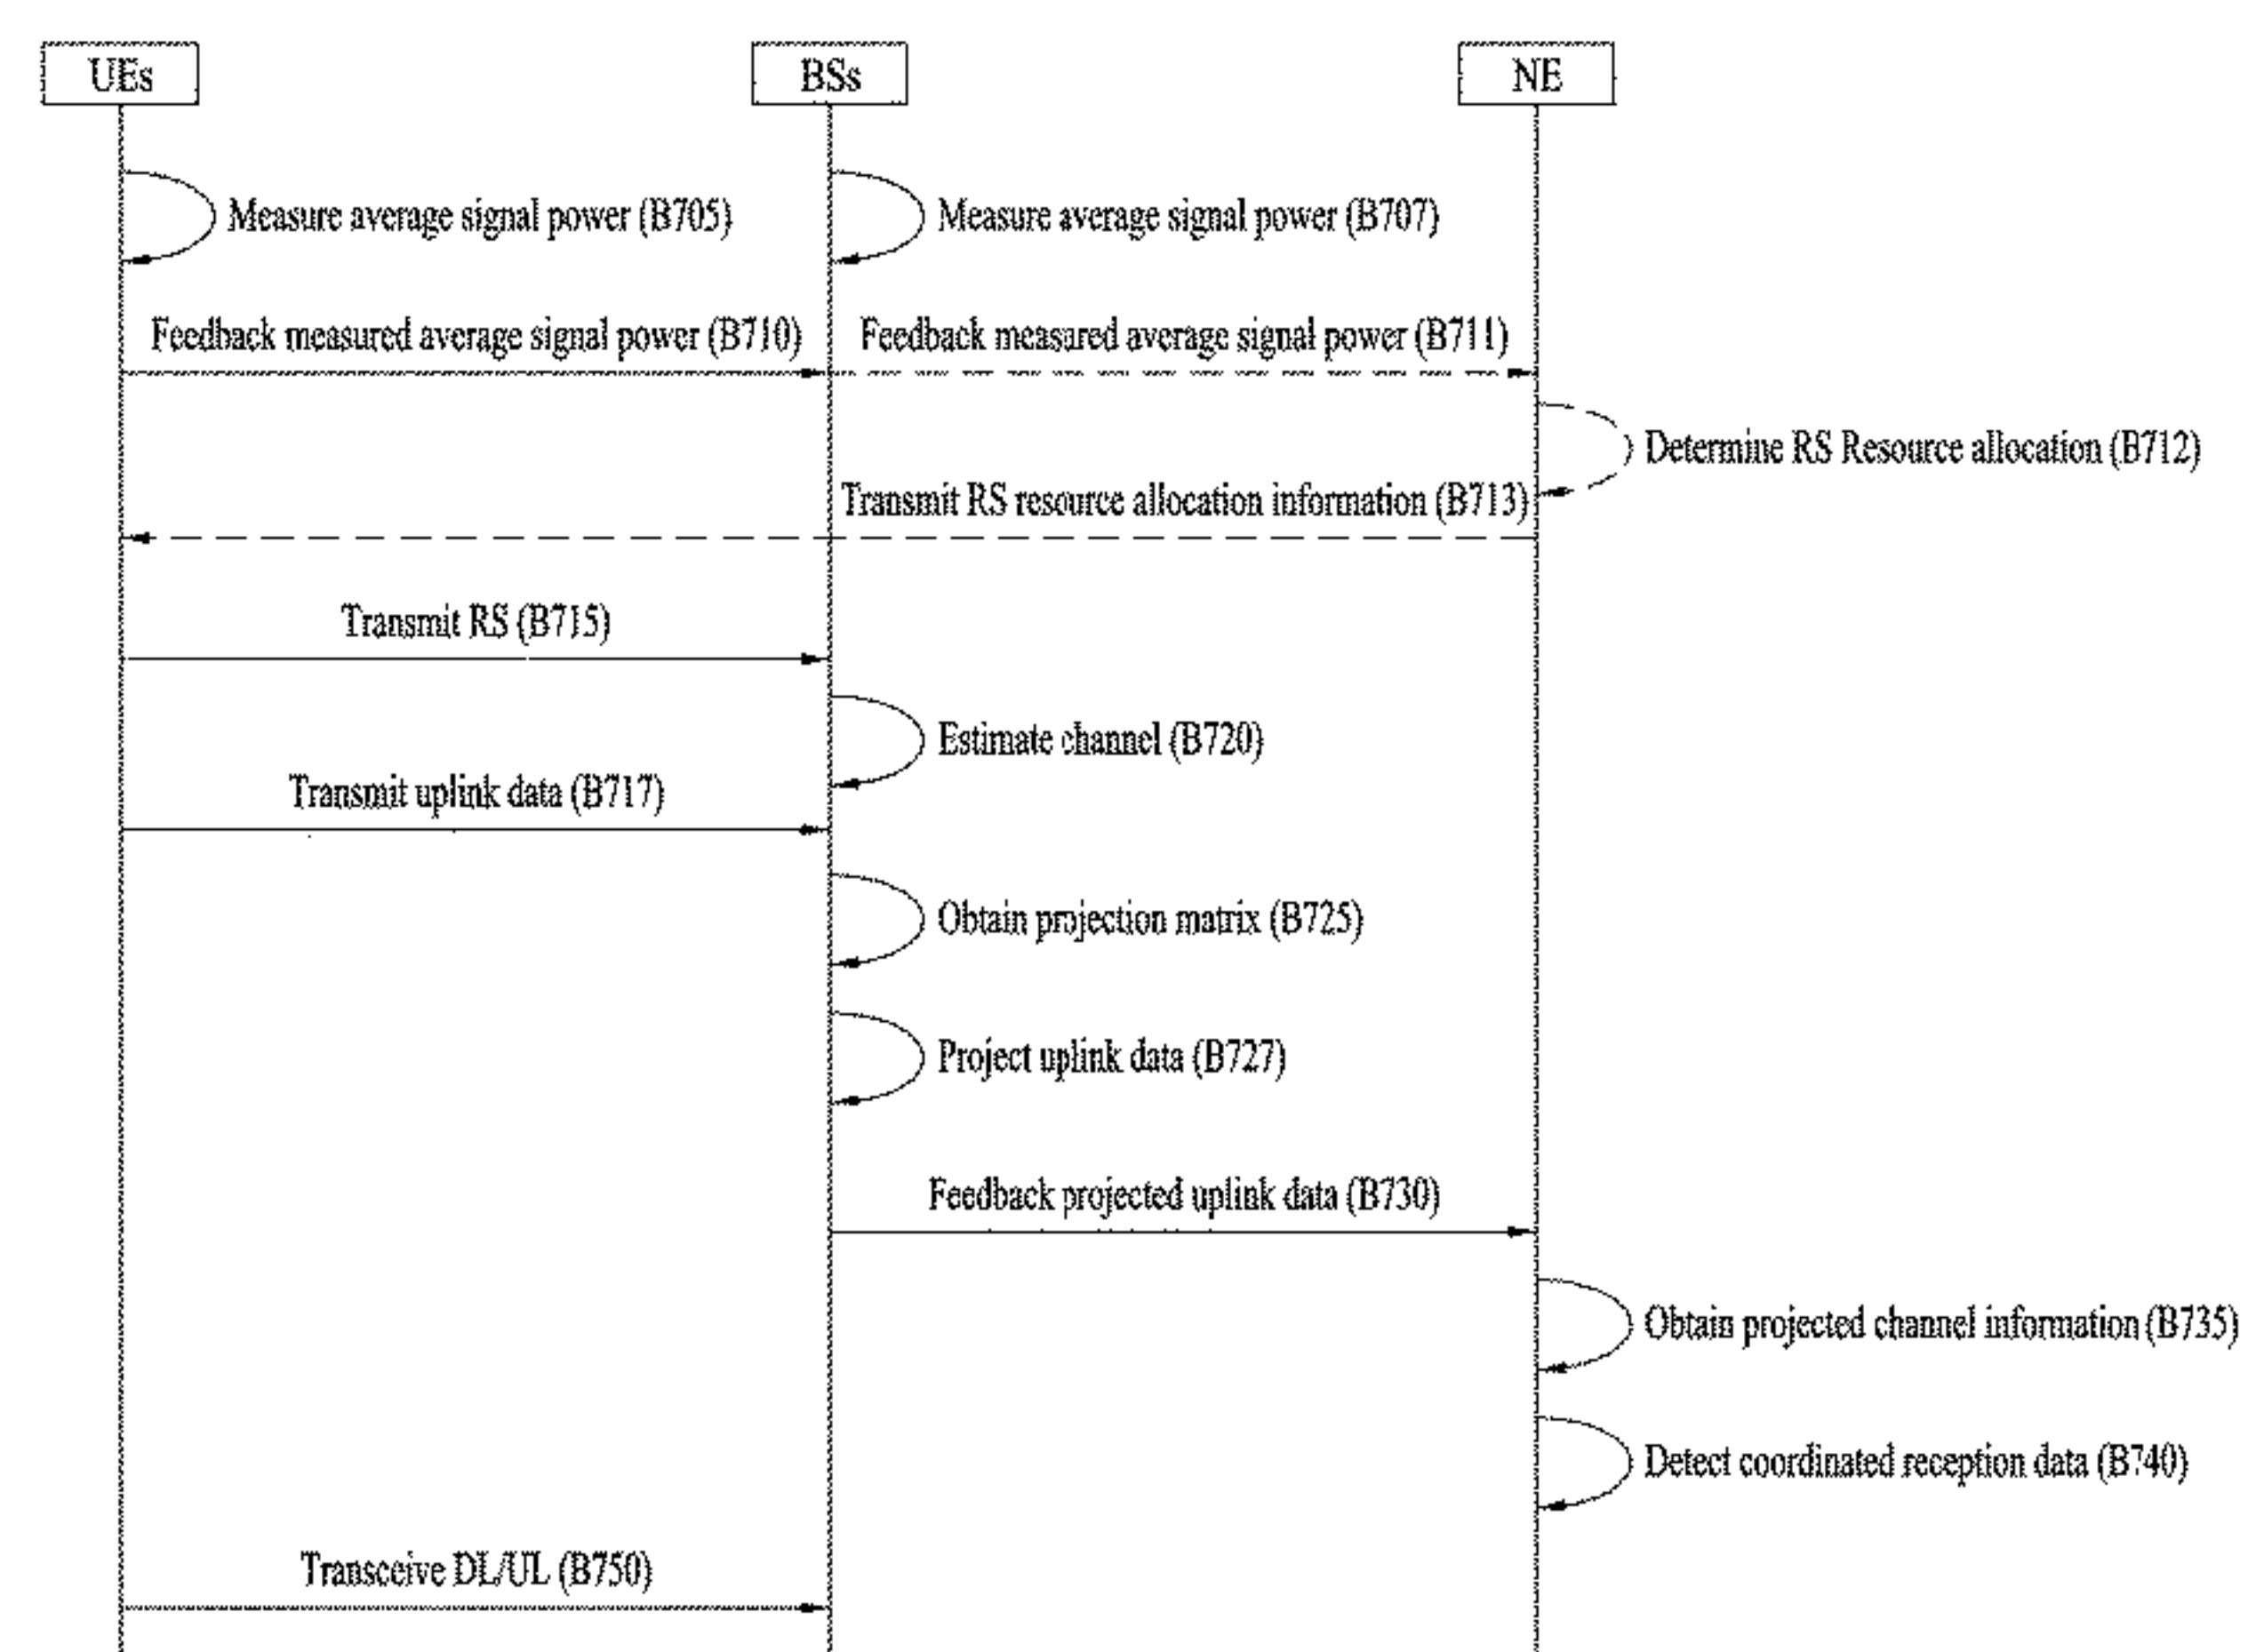 UEs
BSs
NE
Measure average signal power (B705)
Measure average signal power (B707)
Feedback measured average signal power (B710)
Feedback measured average signal power (B711)
Determine RS Resource allocation (B712)
Transmit RS resource allocation information (B713)
Transmit RS (B715)
Estimate channel (B720)
Transmit uplink data (B717)
Obtain projection matrix (B725)
Project uplink data (B727)
Feedback projected uplink data (B730)
Obtain projected channel information (B735)
Detect coordinated reception data (B740)
Transceive DL/UL (B750)